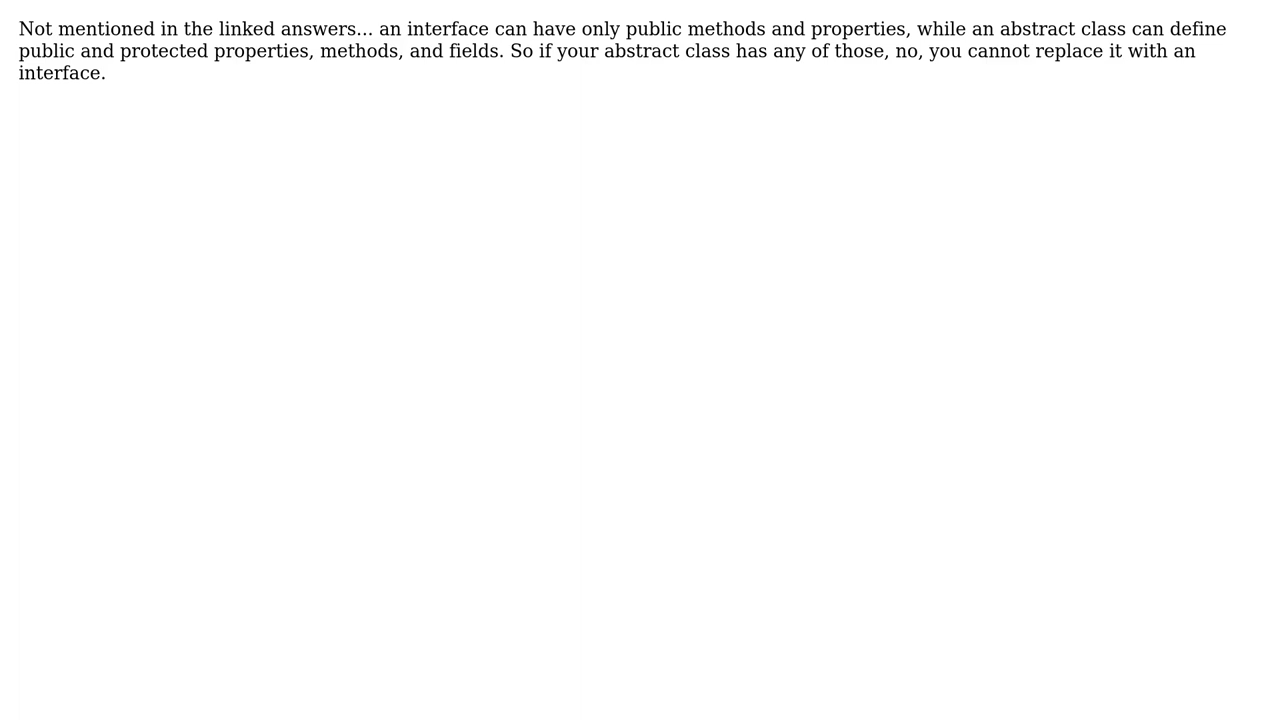 Not mentioned in the linked answers... an interface can have only public methods and properties, while an abstract class can define
public and protected properties, methods, and fields. So if your abstract class has any of those, no, you cannot replace it with an
interface.